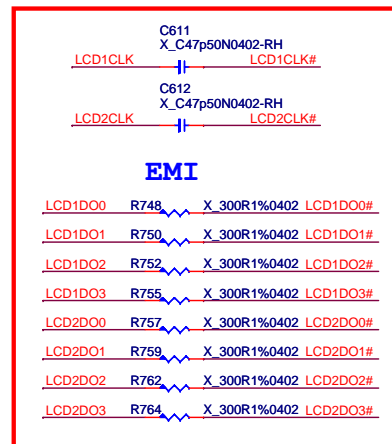 C611
X_C47p50N0402-RH
LCD1CLK LCD1CLK#
C612
X_C47p50N0402-RH
LCD2CLK LCD2CLK#
EMI
LCD1DO0 R748 X_300R1%0402 LCD1DO0#
LCD1DO1 R750 X_300R1%0402 LCD1DO1#
LCD1DO2 R752 X_300R1%0402 LCD1DO2#
LCD1DO3 R755 X_300R1%0402 LCD1DO3#
LCD2DO0 R757 X_300R1%0402 LCD2DO0#
LCD2DO1 R759 X_300R1%0402 LCD2DO1#
LCD2DO2 R762 X_300R1%0402 LCD2DO2#
LCD2DO3 R764 X_300R1%0402 LCD2DO3#